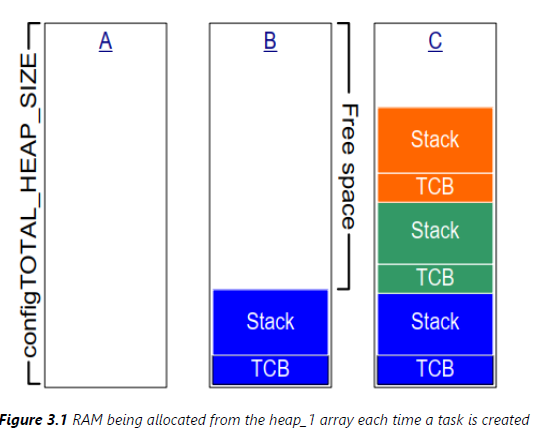 A
B
C
configTOTAL_HEAP_SIZE
Free space
Stack
TCB
Stack
TCB
Stack
TCB
Stack
TCB
Figure 3.1 RAM being allocated from the heap_1 array each time a task is created